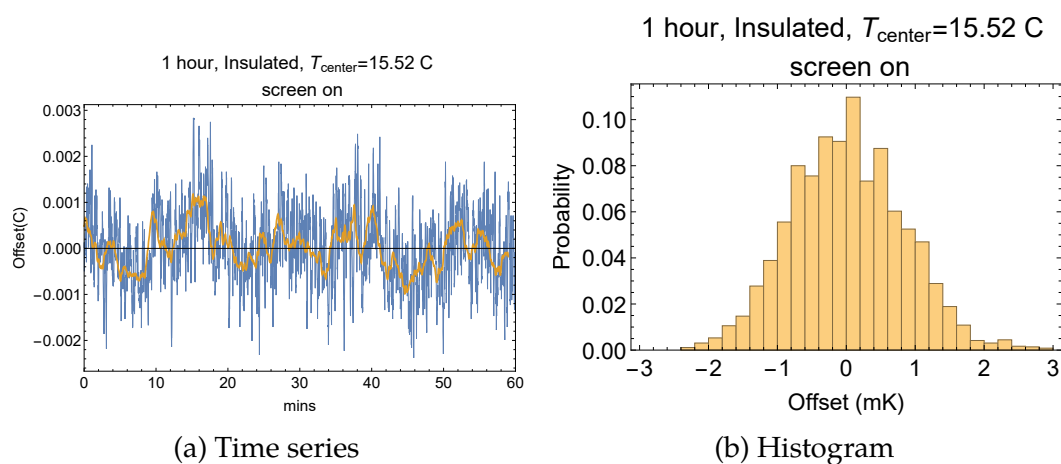 1 hour, Insulated, T_center=15.52 C
screen on
0.003
0.002
0.001
0.000
−0.001
−0.002
Offset(C)
0 10 20 30 40 50 60
mins
(a) Time series
1 hour, Insulated, T_center=15.52 C
screen on
0.10
0.08
0.06
0.04
0.02
0.00
Probability
−3 −2 −1 0 1 2 3
Offset (mK)
(b) Histogram